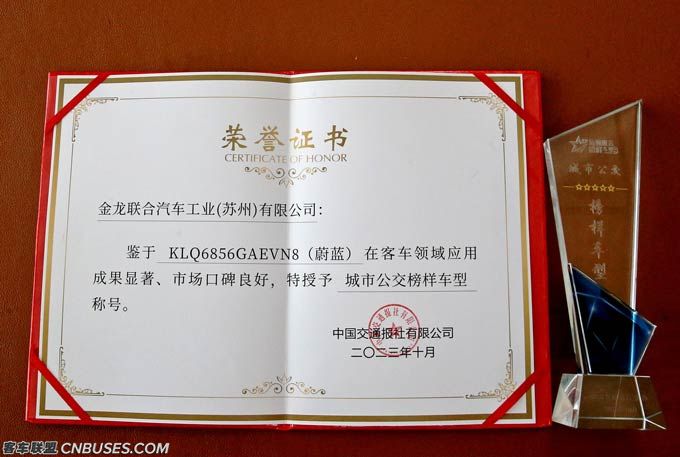 荣誉证书
CERTIFICATE OF HONOR
金龙联合汽车工业(苏州)有限公司:
鉴于 KLQ6856GAEVN8（蔚蓝）在客车领域应用
成果显著、市场口碑良好，特授予 城市公交榜样车型
称号。
中国交通报社有限公司
二〇二三年十月
城市公交
榜样车型
客车联盟 CNBUSES.COM